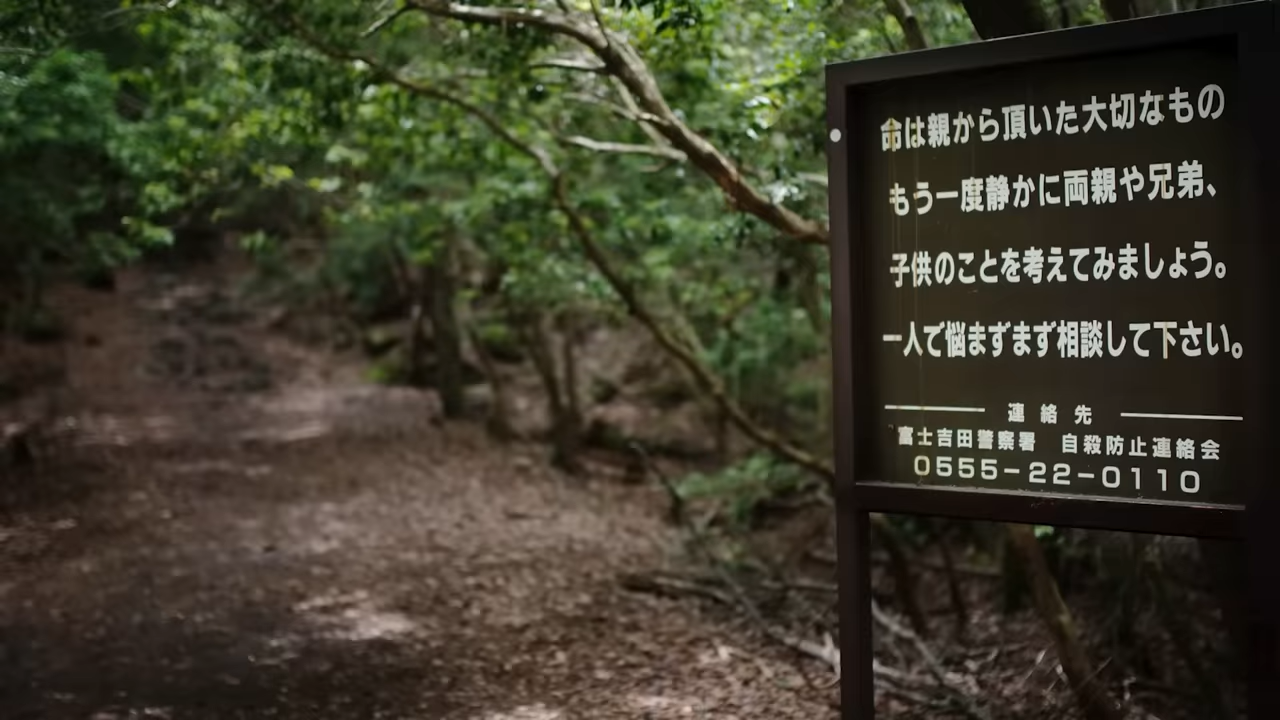 命は親から頂いた大切なもの
もう一度静かに両親や兄弟、
子供のことを考えてみましょう。
一人で悩まずまず相談して下さい。
連絡先
富士吉田警察署 自殺防止連絡会
0555-22-0110